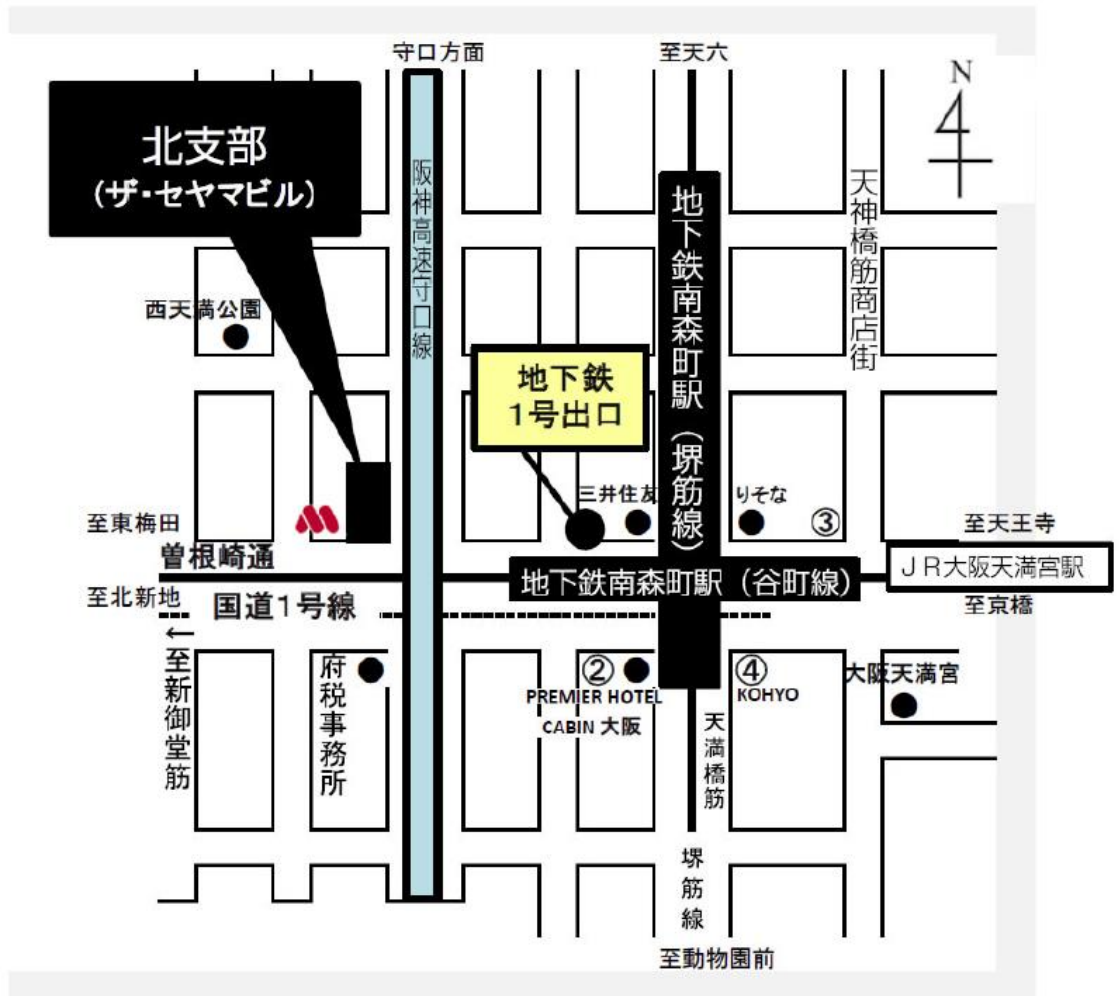 守口方面
至天六
N
北支部
(ザ・セヤマビル)
阪神高速守口線
地下鉄南森町駅(堺筋線)
天神橋筋商店街
西天満公園
地下鉄
1号出口
三井住友
りそな
③
至東梅田
至天王寺
曽根崎通
地下鉄南森町駅(谷町線)
JR大阪天満宮駅
至北新地
国道1号線
至京橋
←至新御堂筋
府税事務所
②
④
大阪天満宮
PREMIER HOTEL
KOHYO
CABIN 大阪
天満橋筋
堺筋線
至動物園前